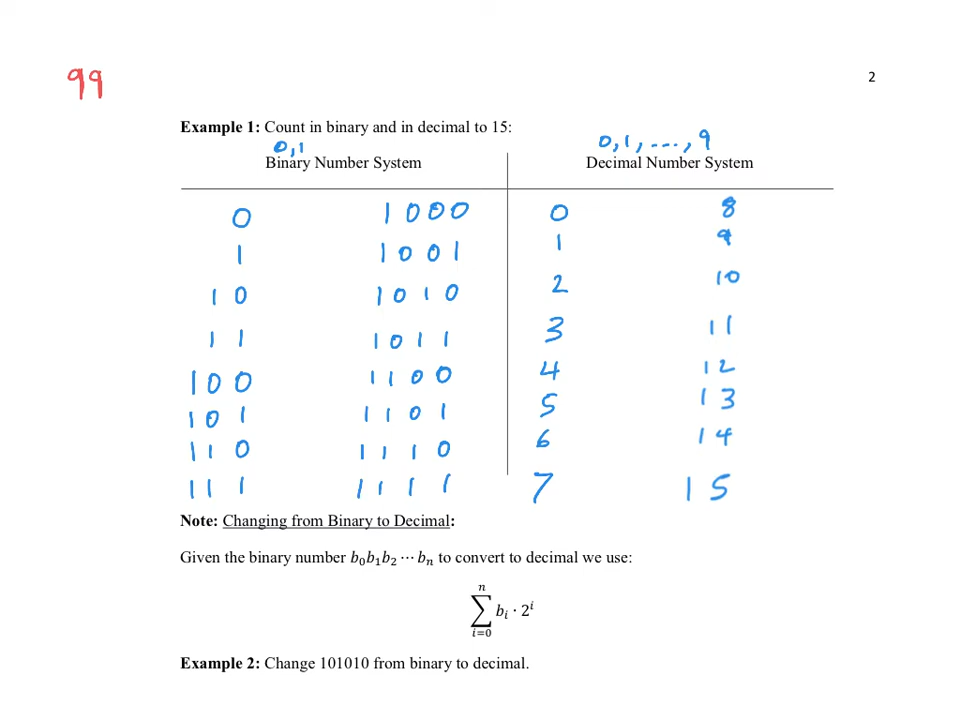 99
2
Example 1: Count in binary and in decimal to 15:
0,1
0,1,...,9
Binary Number System
Decimal Number System
0 1000 0 8
1 1001 1 9
10 1010 2 10
11 1011 3 11
100 1100 4 12
101 1101 5 13
110 1110 6 14
111 1111 7 15
Note: Changing from Binary to Decimal:
Given the binary number b₀b₁b₂ ⋯ bₙ to convert to decimal we use:
n
∑ bᵢ · 2ⁱ
i=0
Example 2: Change 101010 from binary to decimal.